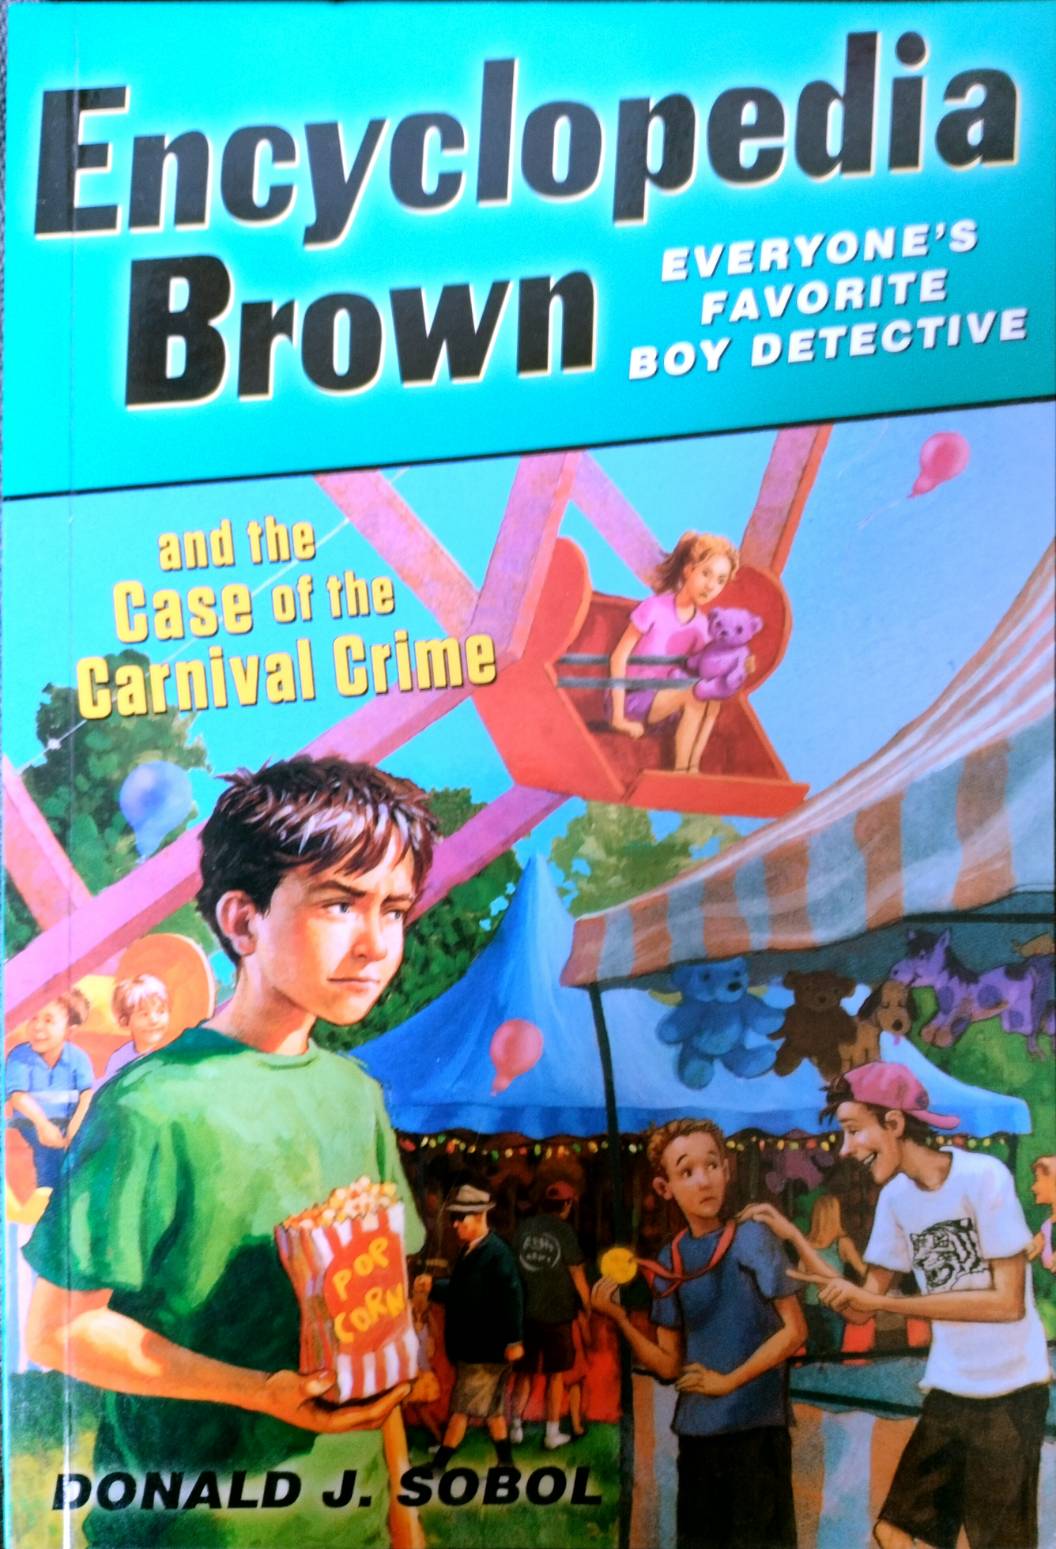 Encyclopedia
Brown
EVERYONE'S
FAVORITE
BOY DETECTIVE
and the
Case of the
Carnival Crime
POP
CORN
DONALD J. SOBOL